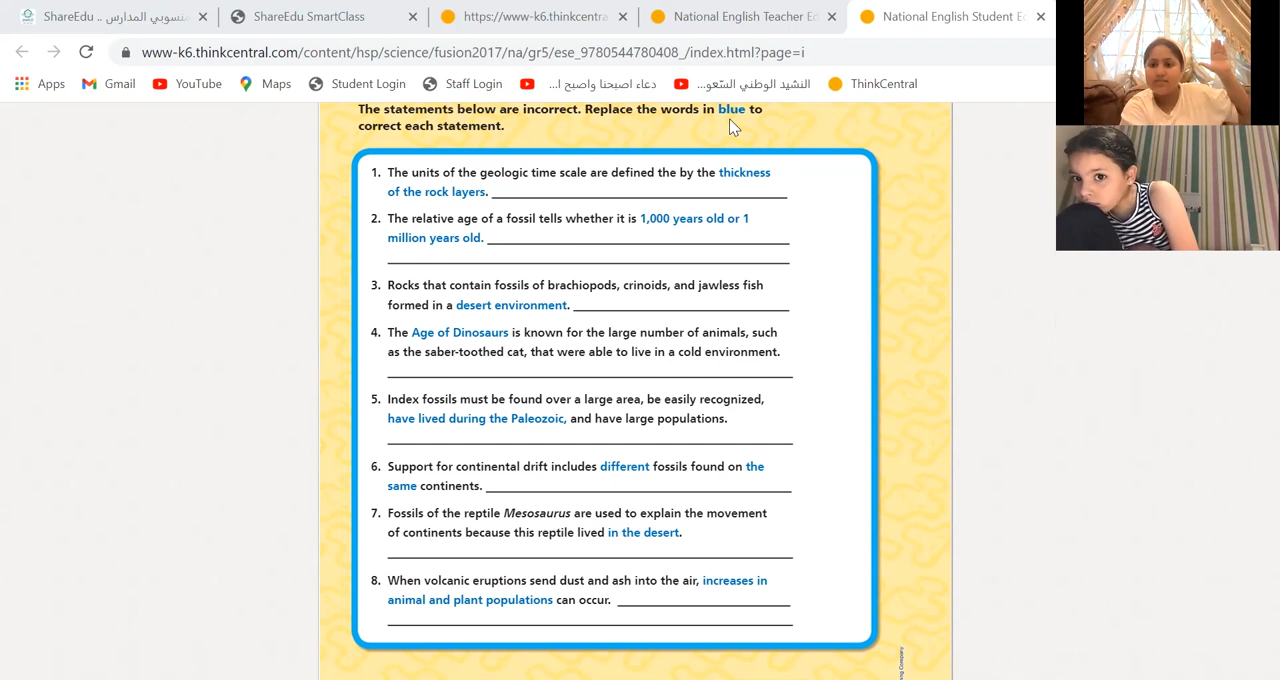 منسوبي المدارس .. ShareEdu
ShareEdu SmartClass
https://www-k6.thinkcentra
National English Teacher Ed
National English Student Ed
www-k6.thinkcentral.com/content/hsp/science/fusion2017/na/gr5/ese_9780544780408_/index.html?page=i
Apps
Gmail
YouTube
Maps
Student Login
Staff Login
دعاء اصبحنا واصبح ا...
النشيد الوطني السّعو...
ThinkCentral
The statements below are incorrect. Replace the words in blue to
correct each statement.
1. The units of the geologic time scale are defined the by the thickness
of the rock layers.
2. The relative age of a fossil tells whether it is 1,000 years old or 1
million years old.
3. Rocks that contain fossils of brachiopods, crinoids, and jawless fish
formed in a desert environment.
4. The Age of Dinosaurs is known for the large number of animals, such
as the saber-toothed cat, that were able to live in a cold environment.
5. Index fossils must be found over a large area, be easily recognized,
have lived during the Paleozoic, and have large populations.
6. Support for continental drift includes different fossils found on the
same continents.
7. Fossils of the reptile Mesosaurus are used to explain the movement
of continents because this reptile lived in the desert.
8. When volcanic eruptions send dust and ash into the air, increases in
animal and plant populations can occur.